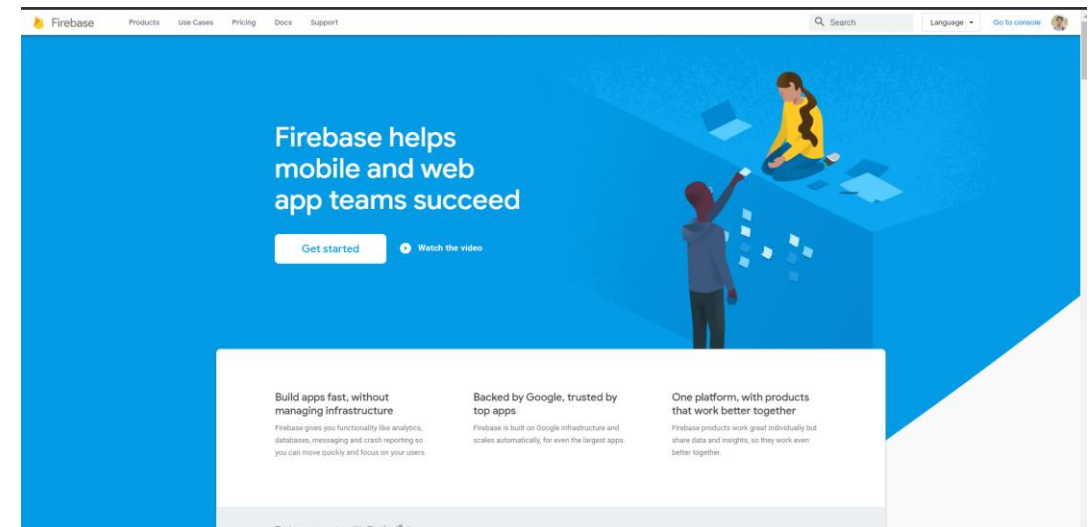 Firebase Products Use Cases Pricing Docs Support Search Language Go to console
Firebase helps
mobile and web
app teams succeed
Get started Watch the video
Build apps fast, without
managing infrastructure
Firebase gives you functionality like analytics,
databases, messaging and crash reporting so
you can move quickly and focus on your users.
Backed by Google, trusted by
top apps
Firebase is built on Google infrastructure and
scales automatically, for even the largest apps.
One platform, with products
that work better together
Firebase products work great individually but
share data and insights, so they work even
better together.